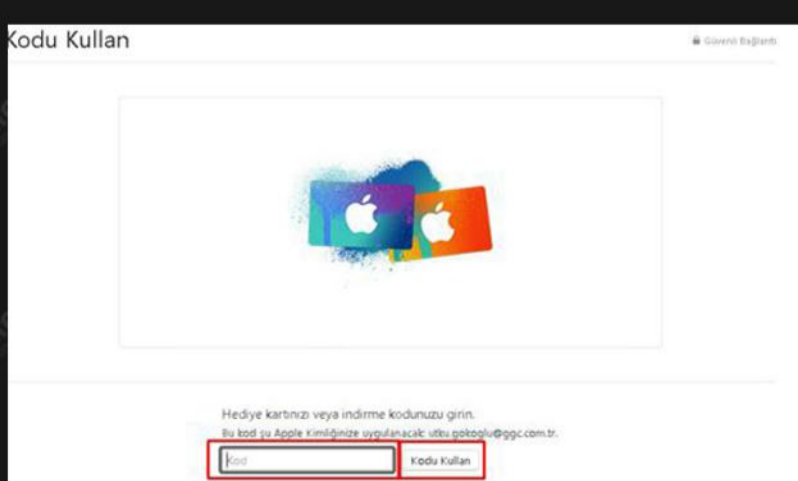 Kodu Kullan
Güvenli Bağlantı
Hediye kartınızı veya indirme kodunuzu girin.
Bu kod şu Apple Kimliğinize uygulanacak: utku.gokoglu@ggc.com.tr.
Kod
Kodu Kullan